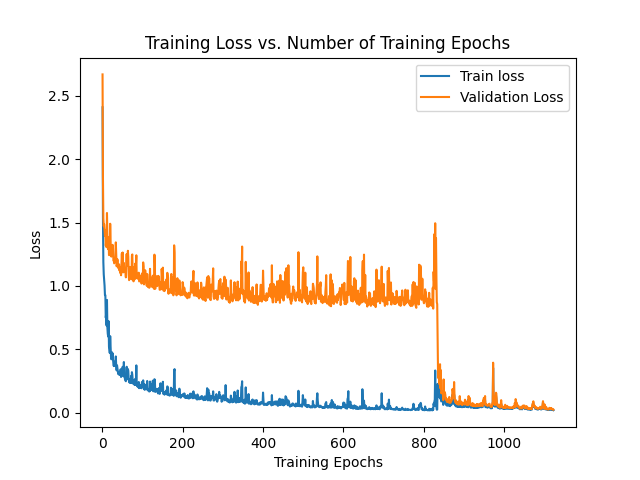 Training Loss vs. Number of Training Epochs
Train loss
Validation Loss
2.5
2.0
1.5
1.0
0.5
0.0
Loss
0
200
400
600
800
1000
Training Epochs